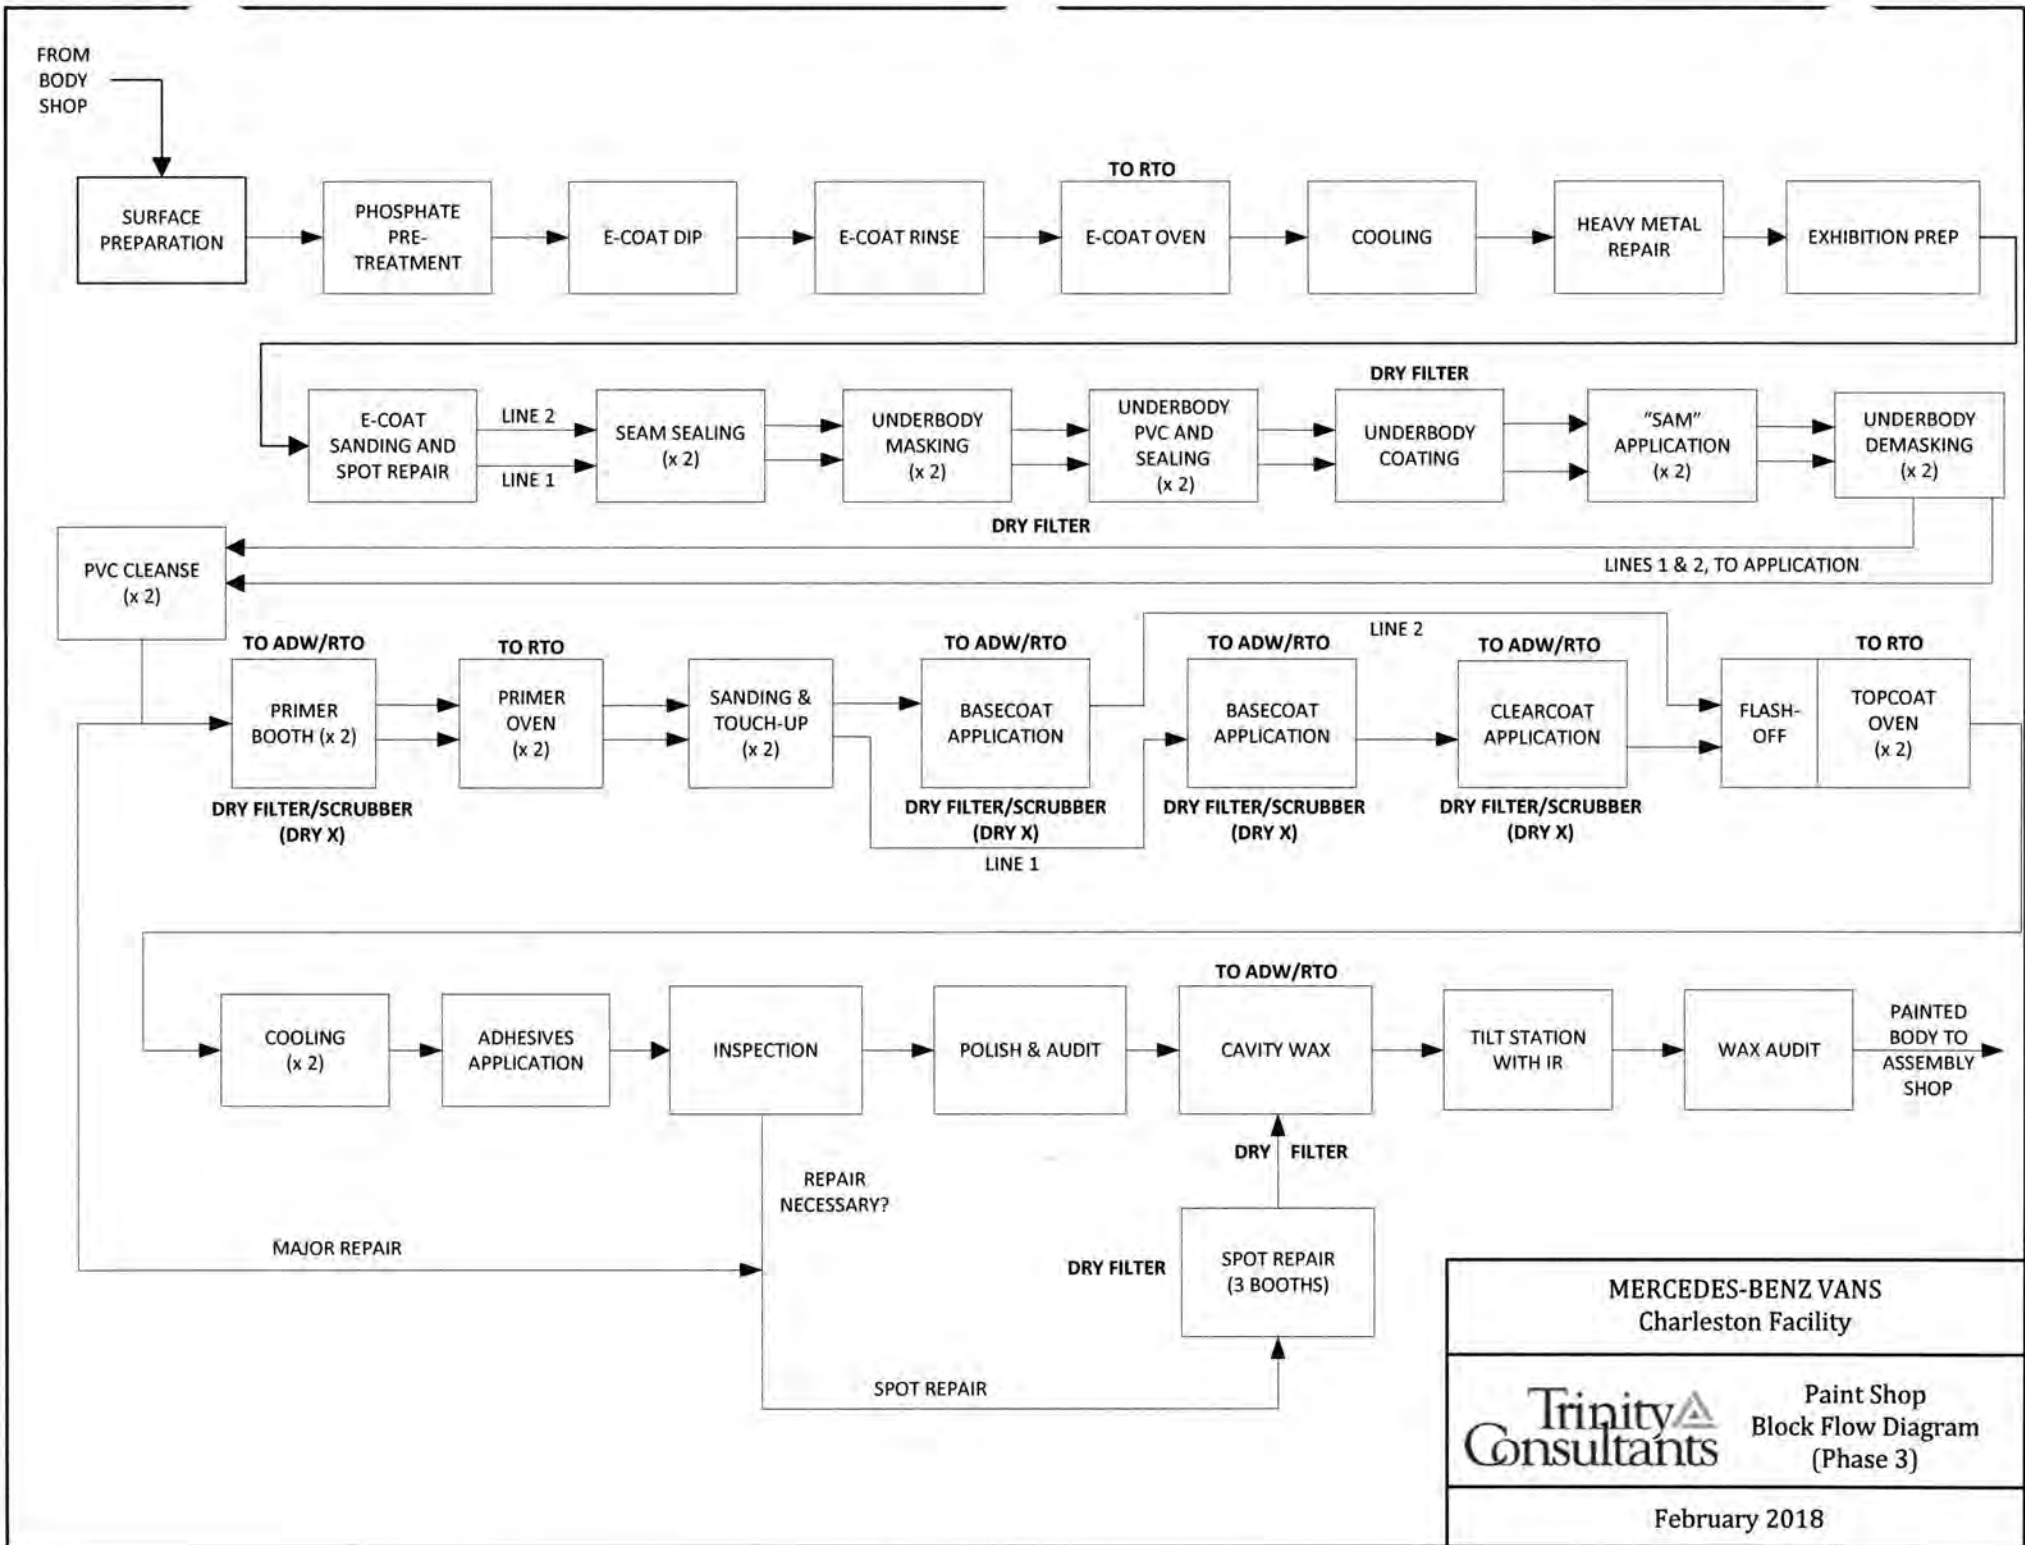 FROM
BODY
SHOP
SURFACE
PREPARATION
PHOSPHATE
PRE-
TREATMENT
E-COAT DIP
E-COAT RINSE
TO RTO
E-COAT OVEN
COOLING
HEAVY METAL
REPAIR
EXHIBITION PREP
E-COAT
SANDING AND
SPOT REPAIR
LINE 2
LINE 1
SEAM SEALING
(x 2)
UNDERBODY
MASKING
(x 2)
UNDERBODY
PVC AND
SEALING
(x 2)
DRY FILTER
UNDERBODY
COATING
"SAM"
APPLICATION
(x 2)
UNDERBODY
DEMASKING
(x 2)
DRY FILTER
LINES 1 & 2, TO APPLICATION
PVC CLEANSE
(x 2)
TO ADW/RTO
PRIMER
BOOTH (x 2)
DRY FILTER/SCRUBBER
(DRY X)
TO RTO
PRIMER
OVEN
(x 2)
SANDING &
TOUCH-UP
(x 2)
TO ADW/RTO
BASECOAT
APPLICATION
DRY FILTER/SCRUBBER
(DRY X)
LINE 1
TO ADW/RTO
BASECOAT
APPLICATION
DRY FILTER/SCRUBBER
(DRY X)
LINE 2
TO ADW/RTO
CLEARCOAT
APPLICATION
DRY FILTER/SCRUBBER
(DRY X)
FLASH-
OFF
TO RTO
TOPCOAT
OVEN
(x 2)
COOLING
(x 2)
ADHESIVES
APPLICATION
INSPECTION
POLISH & AUDIT
TO ADW/RTO
CAVITY WAX
TILT STATION
WITH IR
WAX AUDIT
PAINTED
BODY TO
ASSEMBLY
SHOP
DRY FILTER
REPAIR
NECESSARY?
MAJOR REPAIR
DRY FILTER
SPOT REPAIR
(3 BOOTHS)
SPOT REPAIR
MERCEDES-BENZ VANS
Charleston Facility
Trinity
Consultants
Paint Shop
Block Flow Diagram
(Phase 3)
February 2018